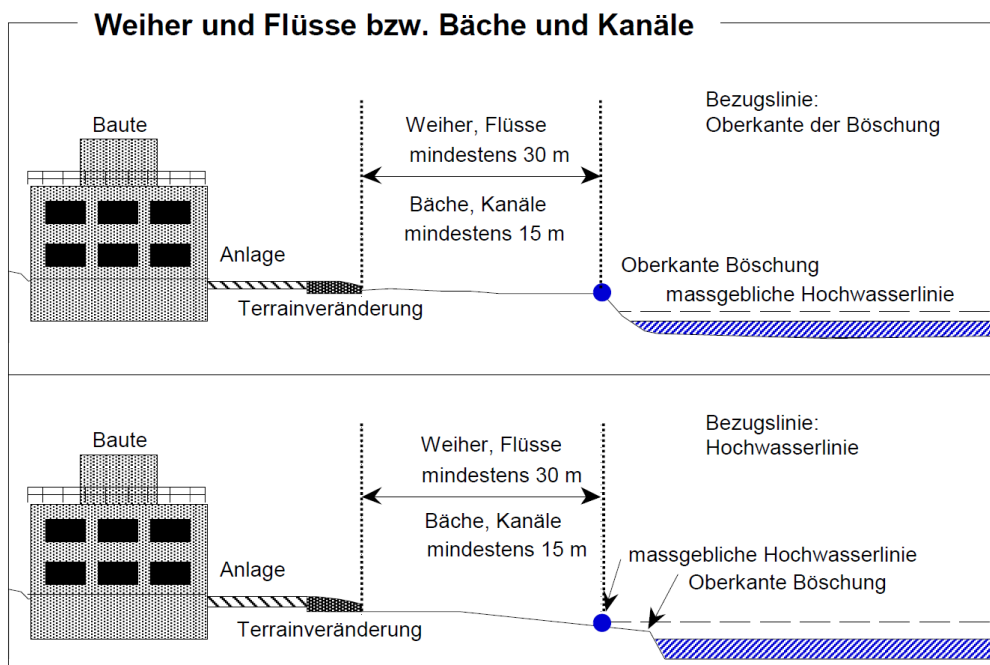 Weiher und Flüsse bzw. Bäche und Kanäle
Bezugslinie:
Oberkante der Böschung
Baute
Weiher, Flüsse
mindestens 30 m
Bäche, Kanäle
mindestens 15 m
Anlage
Terrainveränderung
Oberkante Böschung
massgebliche Hochwasserlinie
Bezugslinie:
Hochwasserlinie
Baute
Weiher, Flüsse
mindestens 30 m
Bäche, Kanäle
mindestens 15 m
Anlage
Terrainveränderung
massgebliche Hochwasserlinie
Oberkante Böschung